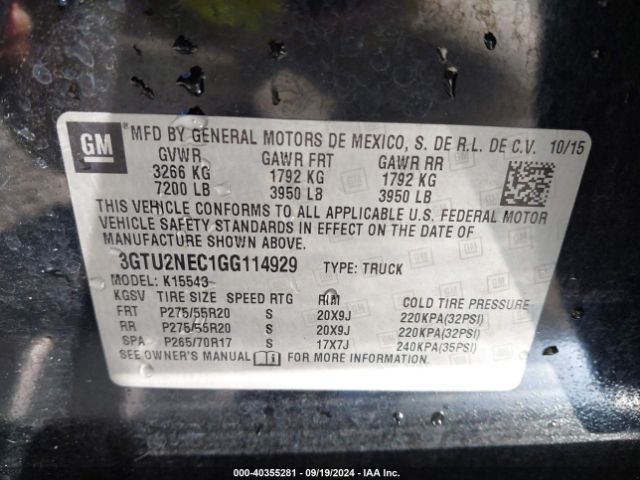 GM
MFD BY GENERAL MOTORS DE MEXICO, S. DE R.L. DE C.V. 10/15
GVWR GAWR FRT GAWR RR
3266 KG 1792 KG 1792 KG
7200 LB 3950 LB 3950 LB
THIS VEHICLE CONFORMS TO ALL APPLICABLE U.S. FEDERAL MOTOR
VEHICLE SAFETY STANDARDS IN EFFECT ON THE DATE OF
MANUFACTURE SHOWN ABOVE.
3GTU2NEC1GG114929 TYPE: TRUCK
MODEL: K15543
KGSV TIRE SIZE SPEED RTG RIM COLD TIRE PRESSURE
FRT P275/55R20 S 20X9J 220KPA(32PSI)
RR P275/55R20 S 20X9J 220KPA(32PSI)
SPA P265/70R17 S 17X7J 240KPA(35PSI)
SEE OWNER'S MANUAL FOR MORE INFORMATION.
000-40355281 - 09/19/2024 - IAA Inc.